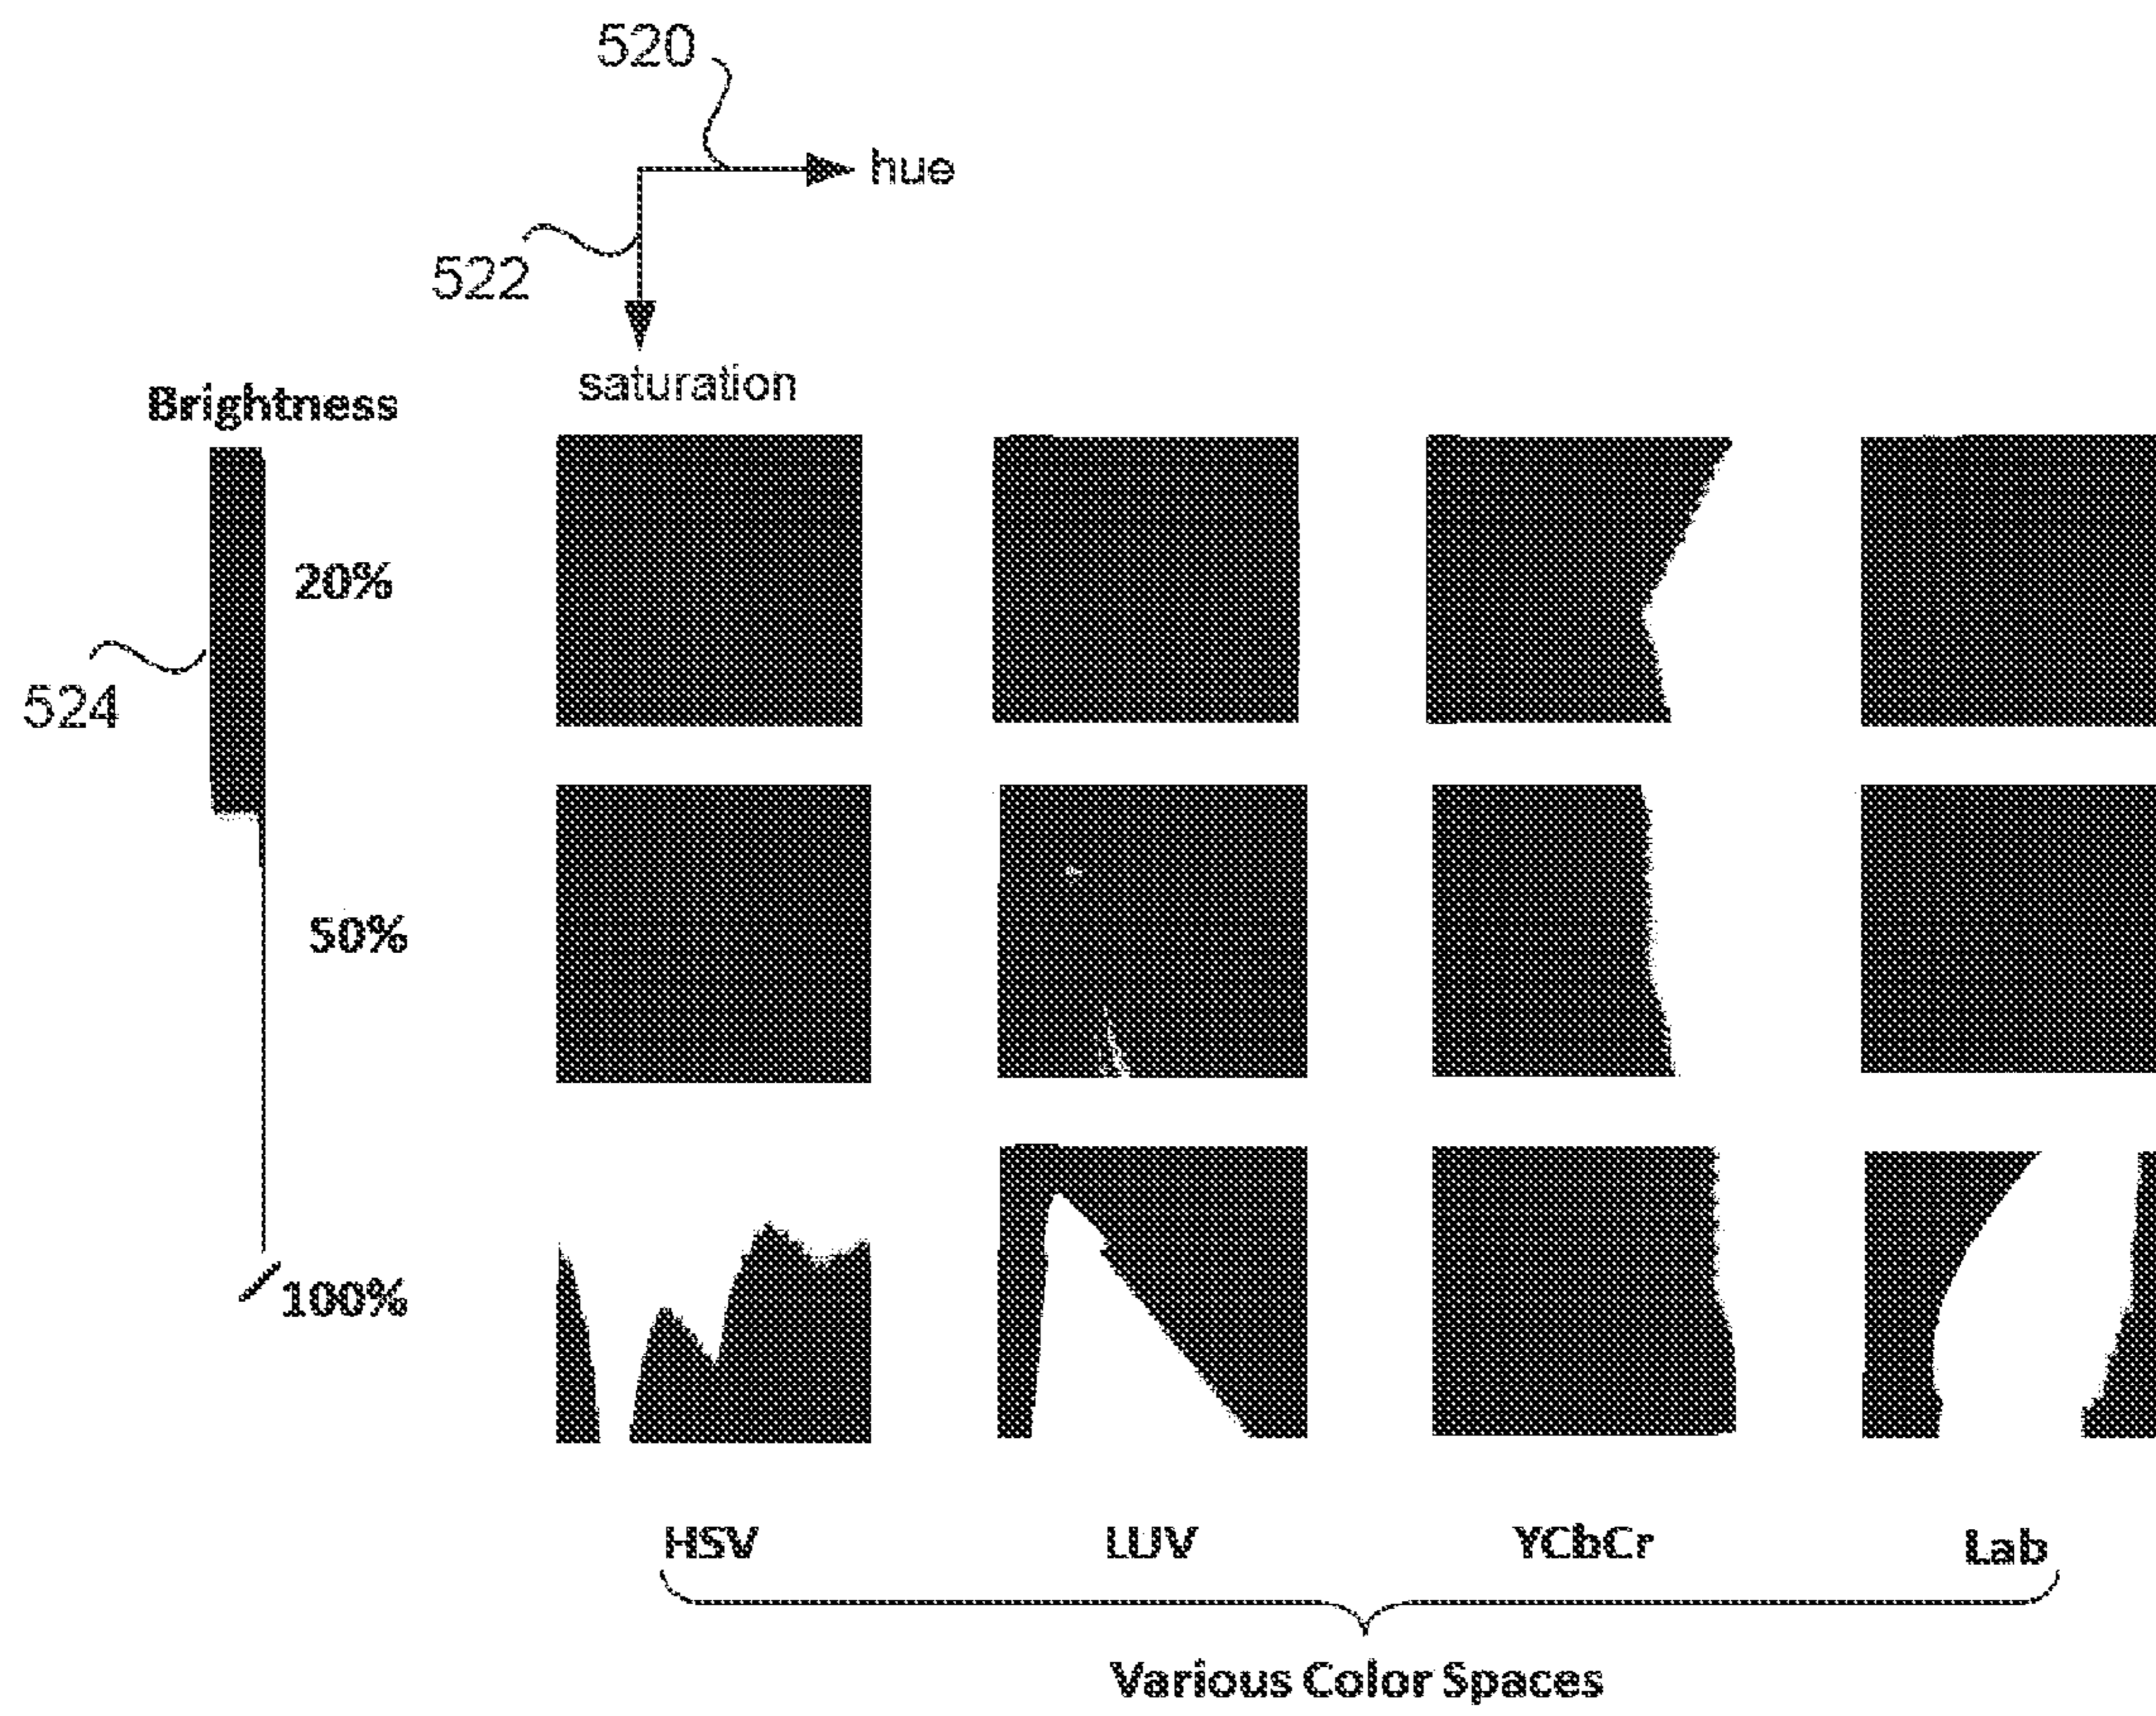 520
hue
522
saturation
Brightness
20%
524
50%
100%
HSV LUV YCbCr Lab
Various Color Spaces